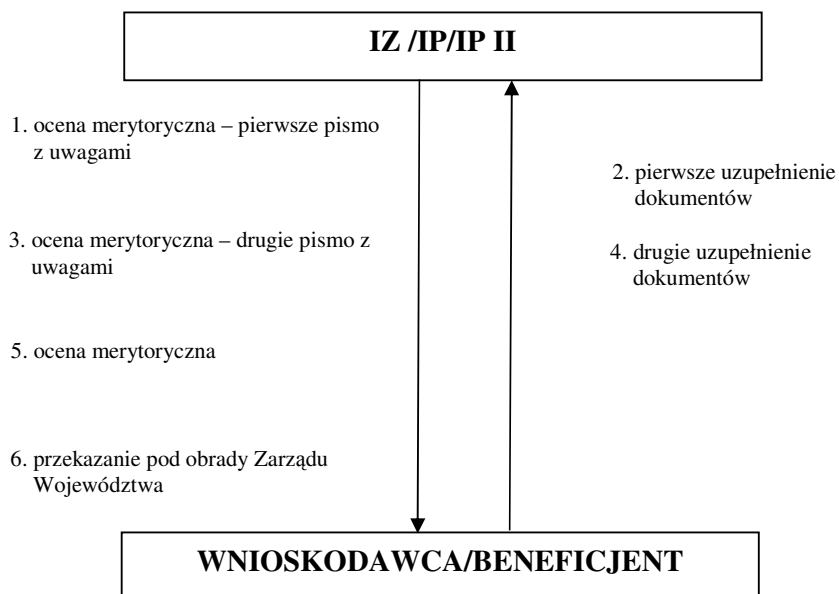 IZ /IP/IP II
1. ocena merytoryczna – pierwsze pismo
z uwagami
2. pierwsze uzupełnienie
dokumentów
3. ocena merytoryczna – drugie pismo z
uwagami
4. drugie uzupełnienie
dokumentów
5. ocena merytoryczna
6. przekazanie pod obrady Zarządu
Województwa
WNIOSKODAWCA/BENEFICJENT